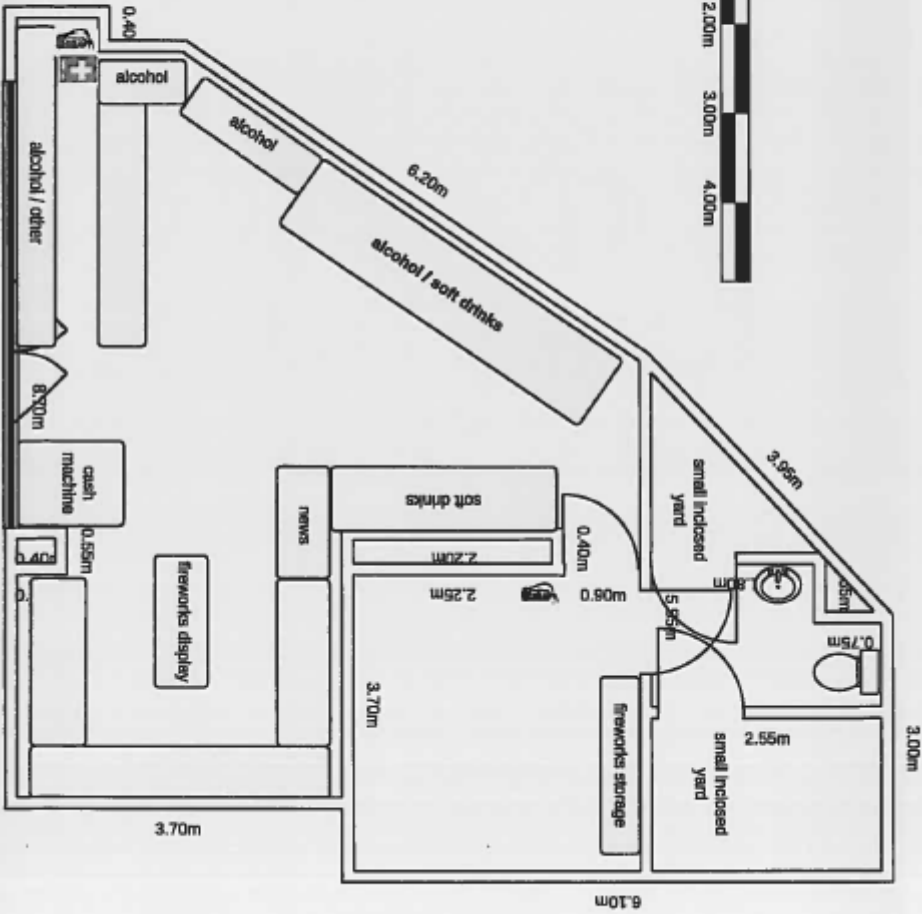 0.40
2.00m
3.00m
4.00m
alcohol
alcohol
6.20m
alcohol / other
alcohol / soft drinks
8.70m
cash
machine
0.55m
0.40
news
soft drinks
fireworks display
2.20m
2.25m
0.40m
0.90m
small inclosed
yard
3.95m
5.95m
0.75m
3.70m
fireworks storage
small inclosed
yard
2.55m
3.00m
3.70m
6.10m